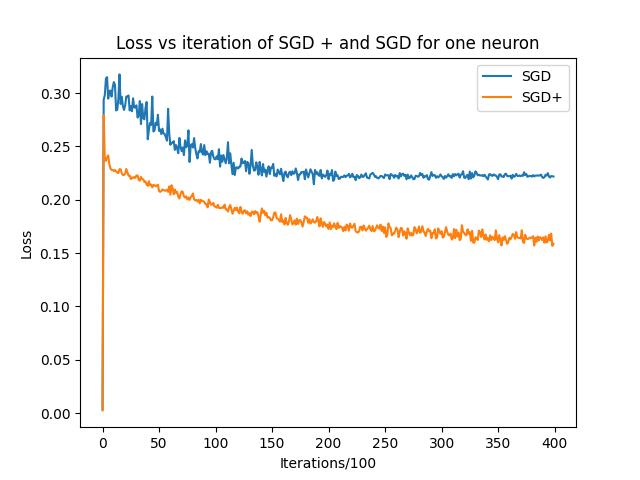 Loss vs iteration of SGD + and SGD for one neuron
SGD
SGD+
0.30
0.25
0.20
0.15
0.10
0.05
0.00
Loss
0 50 100 150 200 250 300 350 400
Iterations/100